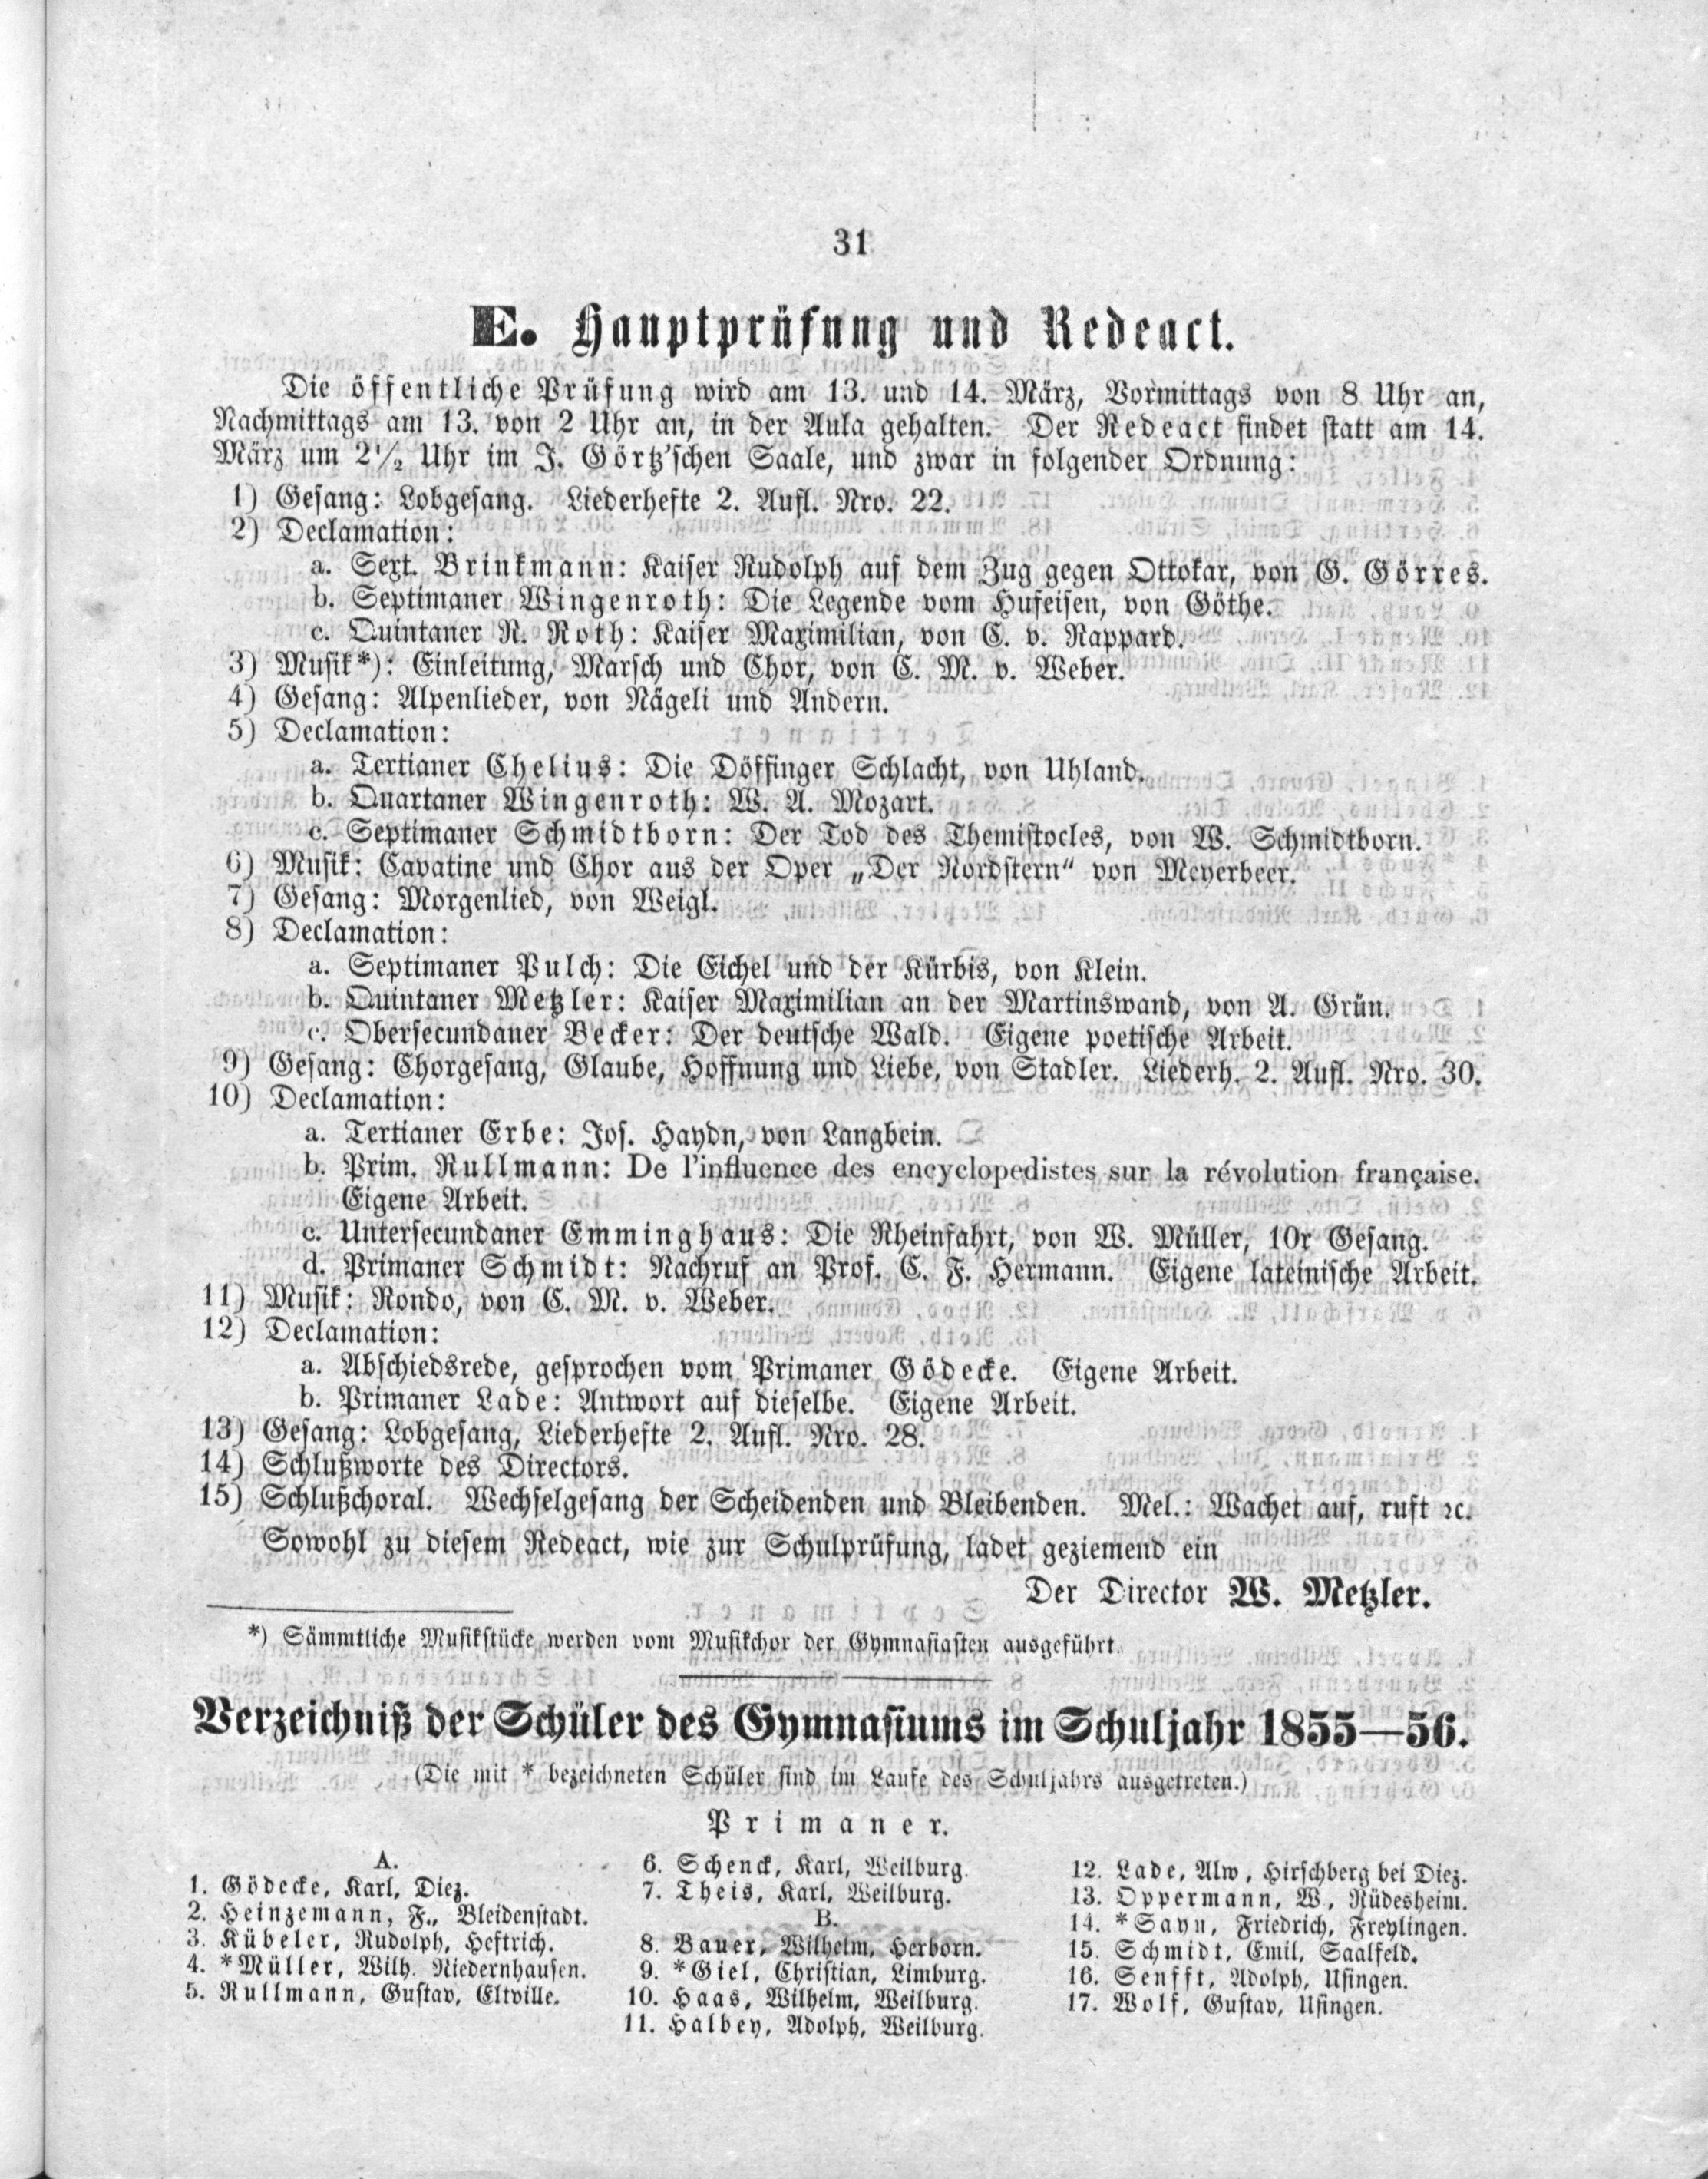 31
E. Hauptprüfung und Redeact.
Die öffentliche Prüfung wird am 13. und 14. März, Vormittags von 8 Uhr an,
Nachmittags am 13. von 2 Uhr an, in der Aula gehalten. Der Redeact findet statt am 14.
März um 2½ Uhr im J. Görtz'schen Saale, und zwar in folgender Ordnung:
1) Gesang: Lobgesang. Liederhefte 2. Aufl. Nro. 22.
2) Declamation:
a. Sext. Brinkmann: Kaiser Rudolph auf dem Zug gegen Ottokar, von G. Görres.
b. Septimaner Wingenroth: Die Legende vom Hufeisen, von Göthe.
c. Quintaner R. Roth: Kaiser Maximilian, von C. v. Rappard.
3) Musik*): Einleitung, Marsch und Chor, von C. M. v. Weber.
4) Gesang: Alpenlieder, von Nägeli und Andern.
5) Declamation:
a. Tertianer Chelius: Die Döffinger Schlacht, von Uhland.
b. Quartaner Wingenroth: W. A. Mozart.
c. Septimaner Schmidtborn: Der Tod des Themistocles, von W. Schmidtborn.
6) Musik: Cavatine und Chor aus der Oper „Der Nordstern“ von Meyerbeer.
7) Gesang: Morgenlied, von Weigl.
8) Declamation:
a. Septimaner Pulch: Die Eichel und der Kürbis, von Klein.
b. Quintaner Metzler: Kaiser Maximilian an der Martinswand, von A. Grün.
c. Obersecundaner Becker: Der deutsche Wald. Eigene poetische Arbeit.
9) Gesang: Chorgesang, Glaube, Hoffnung und Liebe, von Stadler. Liederh. 2. Aufl. Nro. 30.
10) Declamation:
a. Tertianer Erbe: Jos. Haydn, von Langbein.
b. Prim. Rullmann: De l'influence des encyclopedistes sur la révolution française.
Eigene Arbeit.
c. Untersecundaner Emminghaus: Die Rheinfahrt, von W. Müller, 10r Gesang.
d. Primaner Schmidt: Nachruf an Prof. C. F. Hermann. Eigene lateinische Arbeit.
11) Musik: Rondo, von C. M. v. Weber.
12) Declamation:
a. Abschiedsrede, gesprochen vom Primaner Gödecke. Eigene Arbeit.
b. Primaner Lade: Antwort auf dieselbe. Eigene Arbeit.
13) Gesang: Lobgesang, Liederhefte 2. Aufl. Nro. 28.
14) Schlußworte des Directors.
15) Schlußchoral. Wechselgesang der Scheidenden und Bleibenden. Mel.: Wachet auf, ruft ꝛc.
Sowohl zu diesem Redeact, wie zur Schulprüfung, ladet geziemend ein
Der Director W. Metzler.
*) Sämmtliche Musikstücke werden vom Musikchor der Gymnasiasten ausgeführt.
Verzeichniß der Schüler des Gymnasiums im Schuljahr 1855—56.
(Die mit * bezeichneten Schüler sind im Laufe des Schuljahrs ausgetreten.)
Primaner.
A.
1. Gödecke, Karl, Diez.
2. Heinzemann, F., Bleidenstadt.
3. Kübeler, Rudolph, Heftrich.
4. *Müller, Wilh. Niedernhausen.
5. Rullmann, Gustav, Eltville.
6. Schenck, Karl, Weilburg.
7. Theis, Karl, Weilburg.
B.
8. Bauer, Wilhelm, Herborn.
9. *Giel, Christian, Limburg.
10. Haas, Wilhelm, Weilburg.
11. Halbey, Adolph, Weilburg.
12. Lade, Alw., Hirschberg bei Diez.
13. Oppermann, W., Rüdesheim.
14. *Sayn, Friedrich, Freylingen.
15. Schmidt, Emil, Saalfeld.
16. Senfft, Adolph, Usingen.
17. Wolf, Gustav, Usingen.